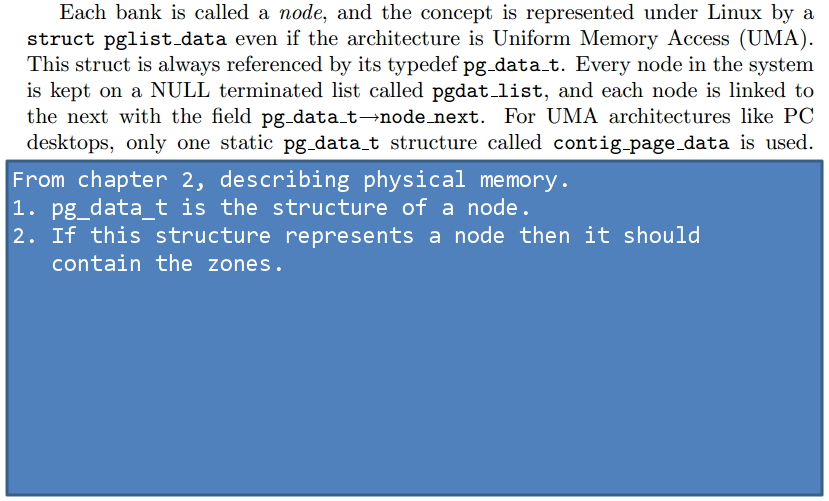 Each bank is called a node, and the concept is represented under Linux by a
struct pglist_data even if the architecture is Uniform Memory Access (UMA).
This struct is always referenced by its typedef pg_data_t. Every node in the system
is kept on a NULL terminated list called pgdat_list, and each node is linked to
the next with the field pg_data_t→node_next. For UMA architectures like PC
desktops, only one static pg_data_t structure called contig_page_data is used.
From chapter 2, describing physical memory.
1. pg_data_t is the structure of a node.
2. If this structure represents a node then it should
contain the zones.